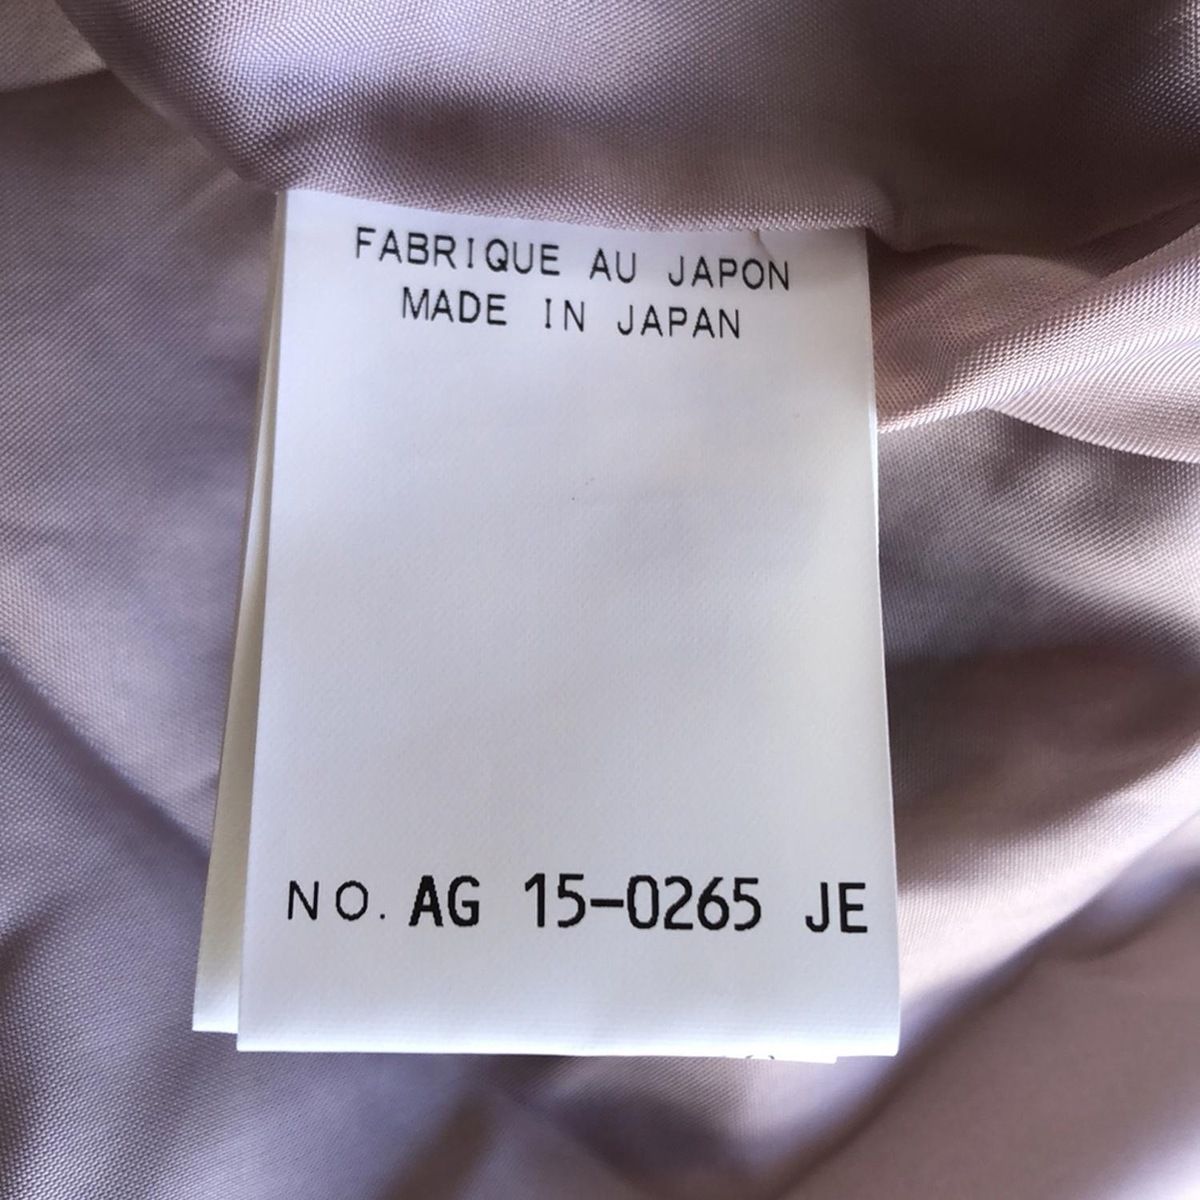 FABRIQUE AU JAPON
MADE IN JAPAN
NO. AG 15-0265 JE